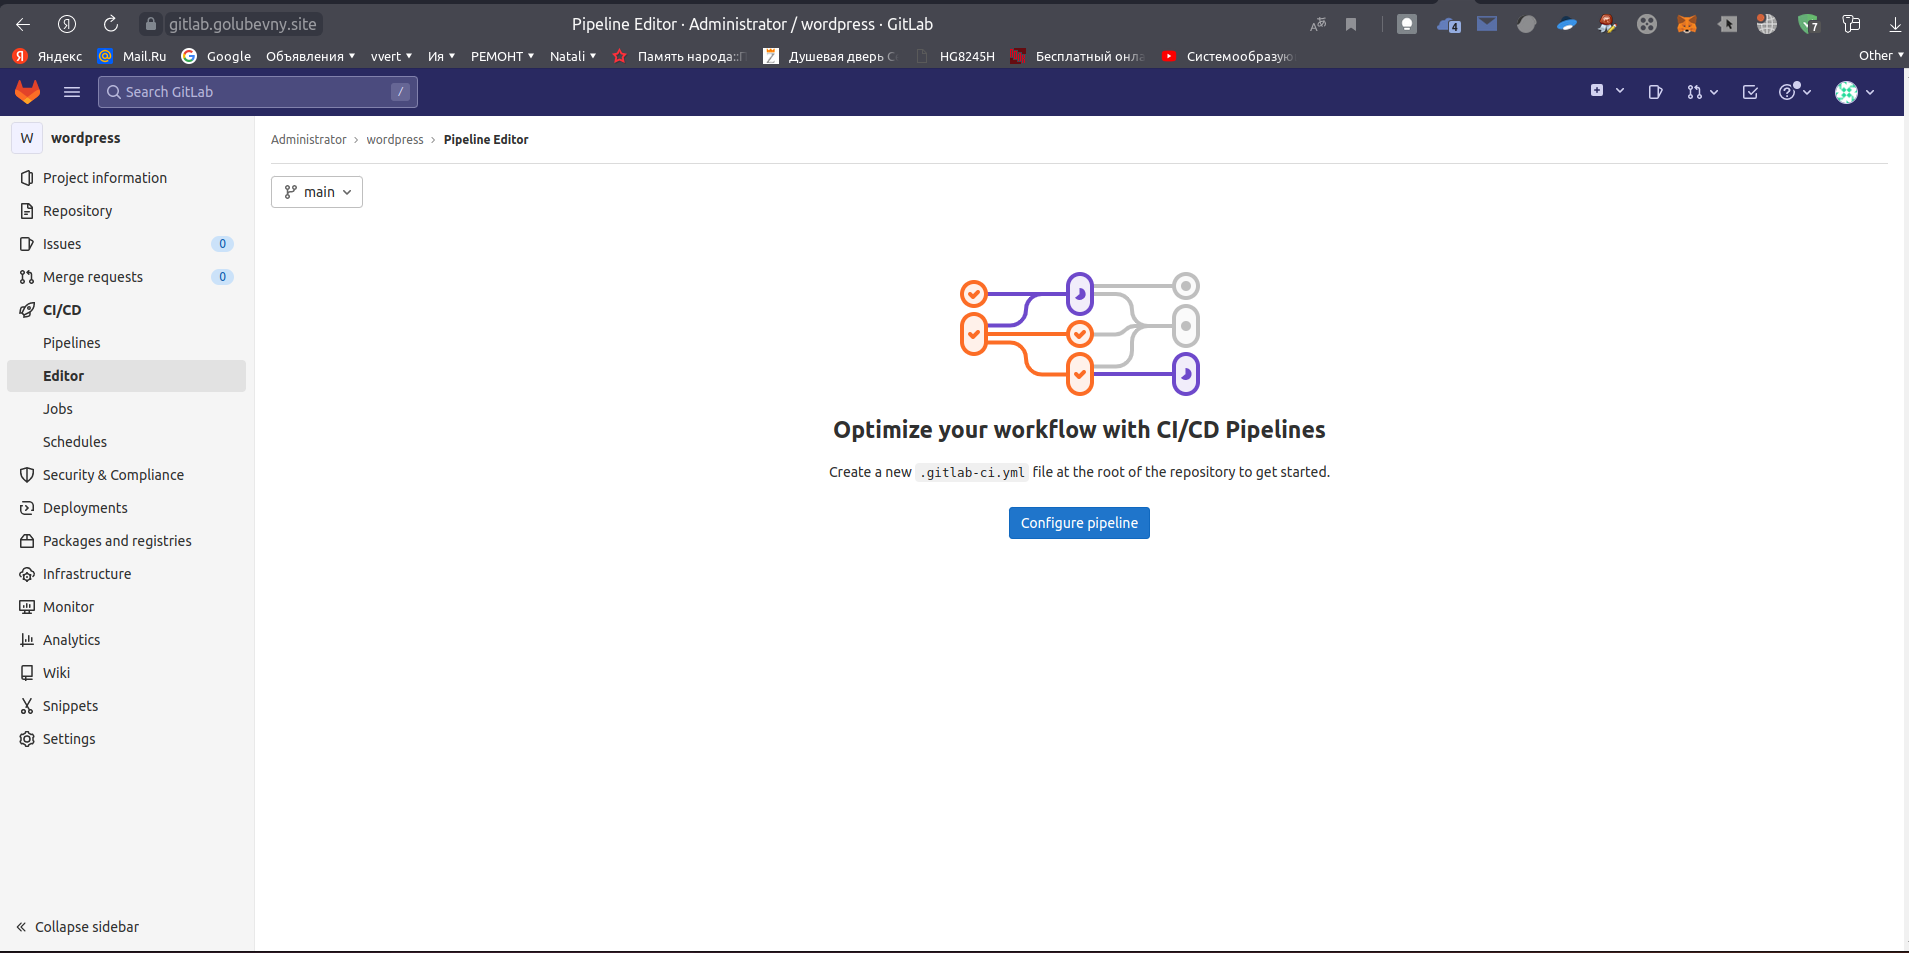 gitlab.golubevny.site
Pipeline Editor · Administrator / wordpress · GitLab
4
7
Яндекс Mail.Ru Google Объявления vvert Ия РЕМОНТ Natali Память народа:: Душевая дверь HG8245H Бесплатный онла Системообразую Other
Search GitLab /
W wordpress
Administrator › wordpress › Pipeline Editor
Project information
main
Repository
Issues 0
Merge requests 0
CI/CD
Pipelines
Editor
Jobs
Schedules
Security & Compliance
Deployments
Packages and registries
Infrastructure
Monitor
Analytics
Wiki
Snippets
Settings
Optimize your workflow with CI/CD Pipelines
Create a new .gitlab-ci.yml file at the root of the repository to get started.
Configure pipeline
Collapse sidebar